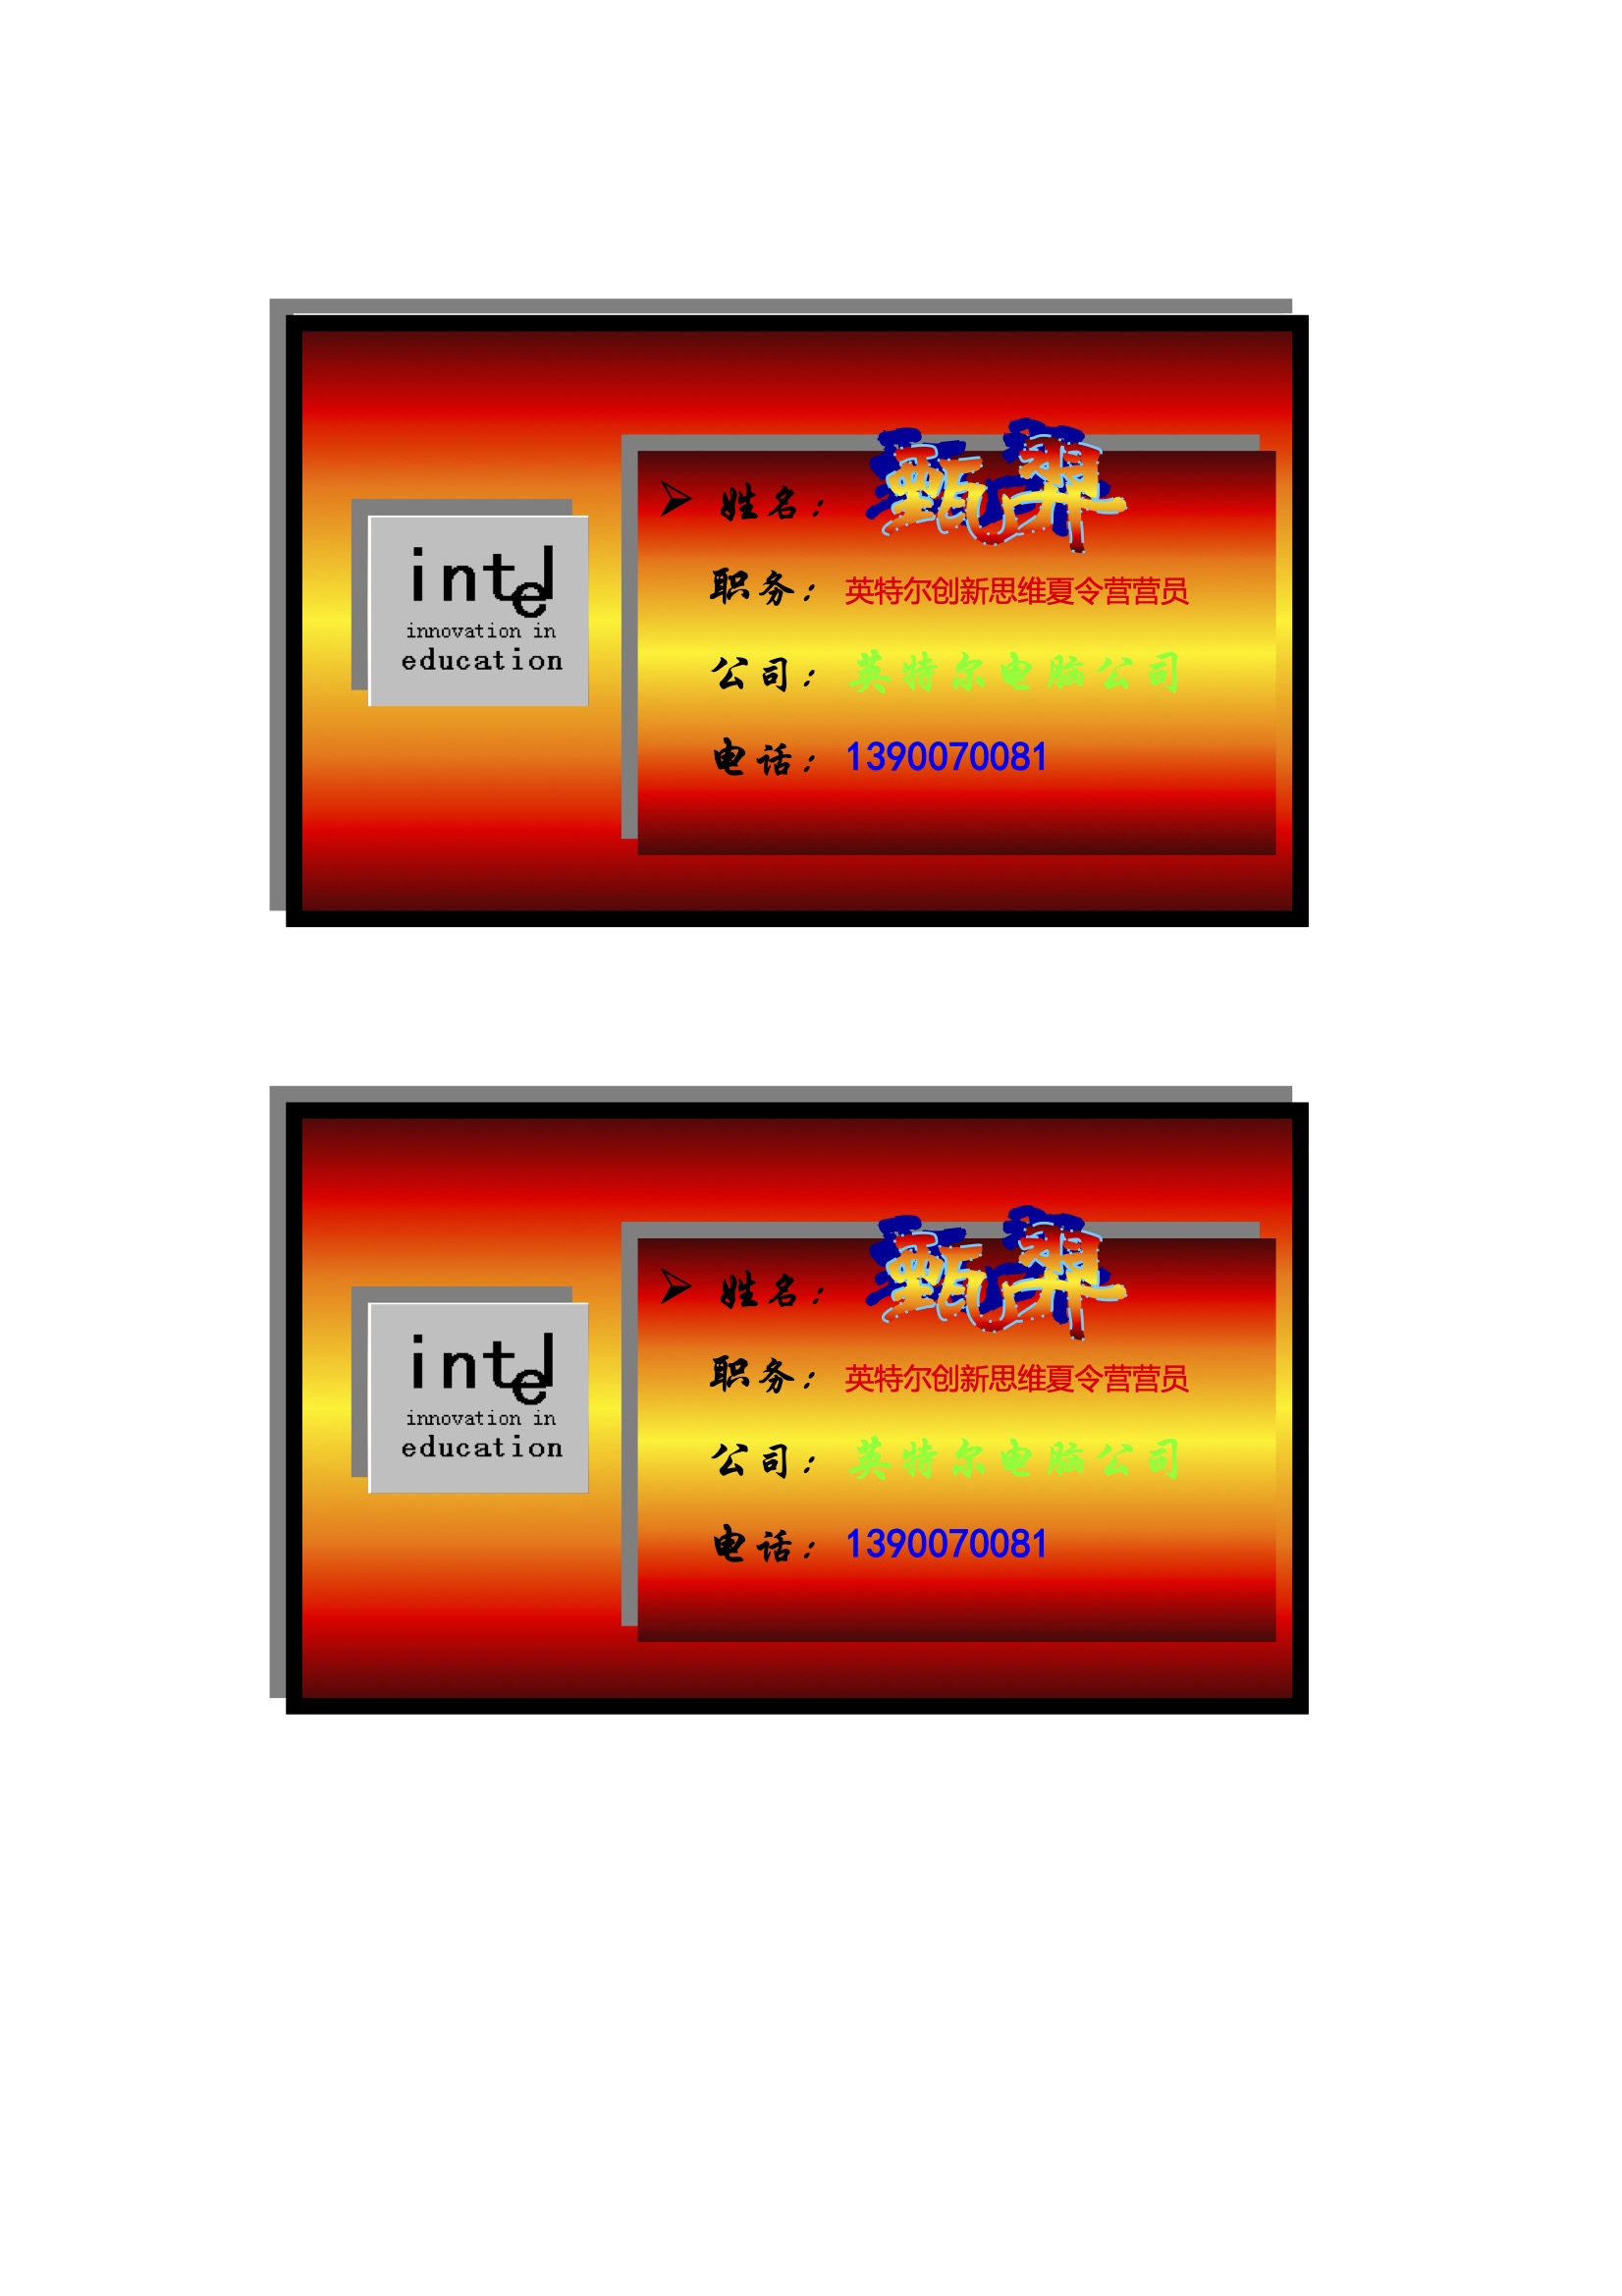 intel
innovation in
education
姓名： 甄羿
职务： 英特尔创新思维夏令营营员
公司： 英特尔电脑公司
电话： 1390070081
intel
innovation in
education
姓名： 甄羿
职务： 英特尔创新思维夏令营营员
公司： 英特尔电脑公司
电话： 1390070081